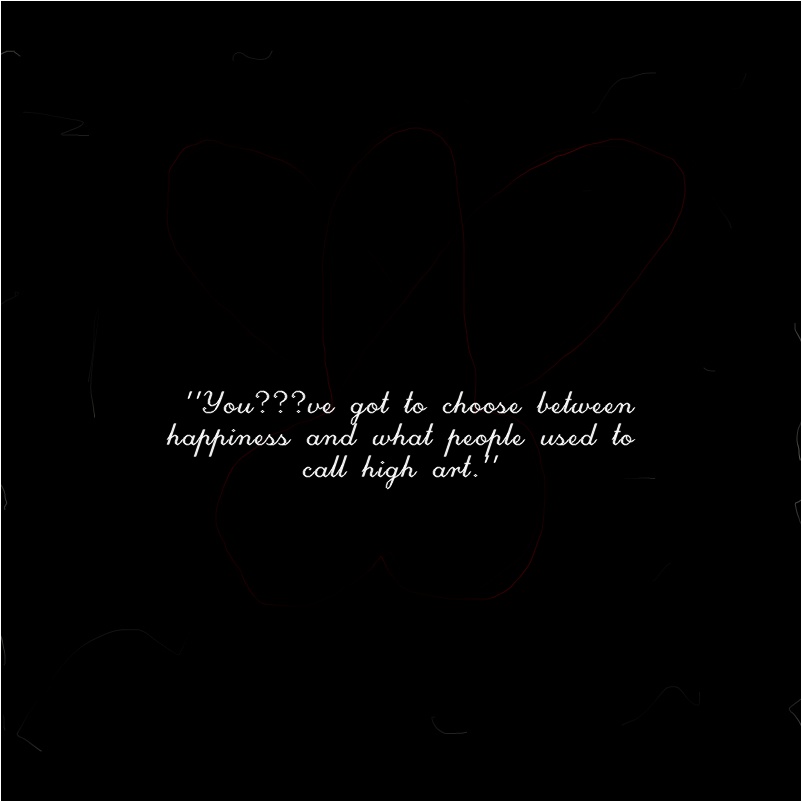 "You???ve got to choose between
happiness and what people used to
call high art."